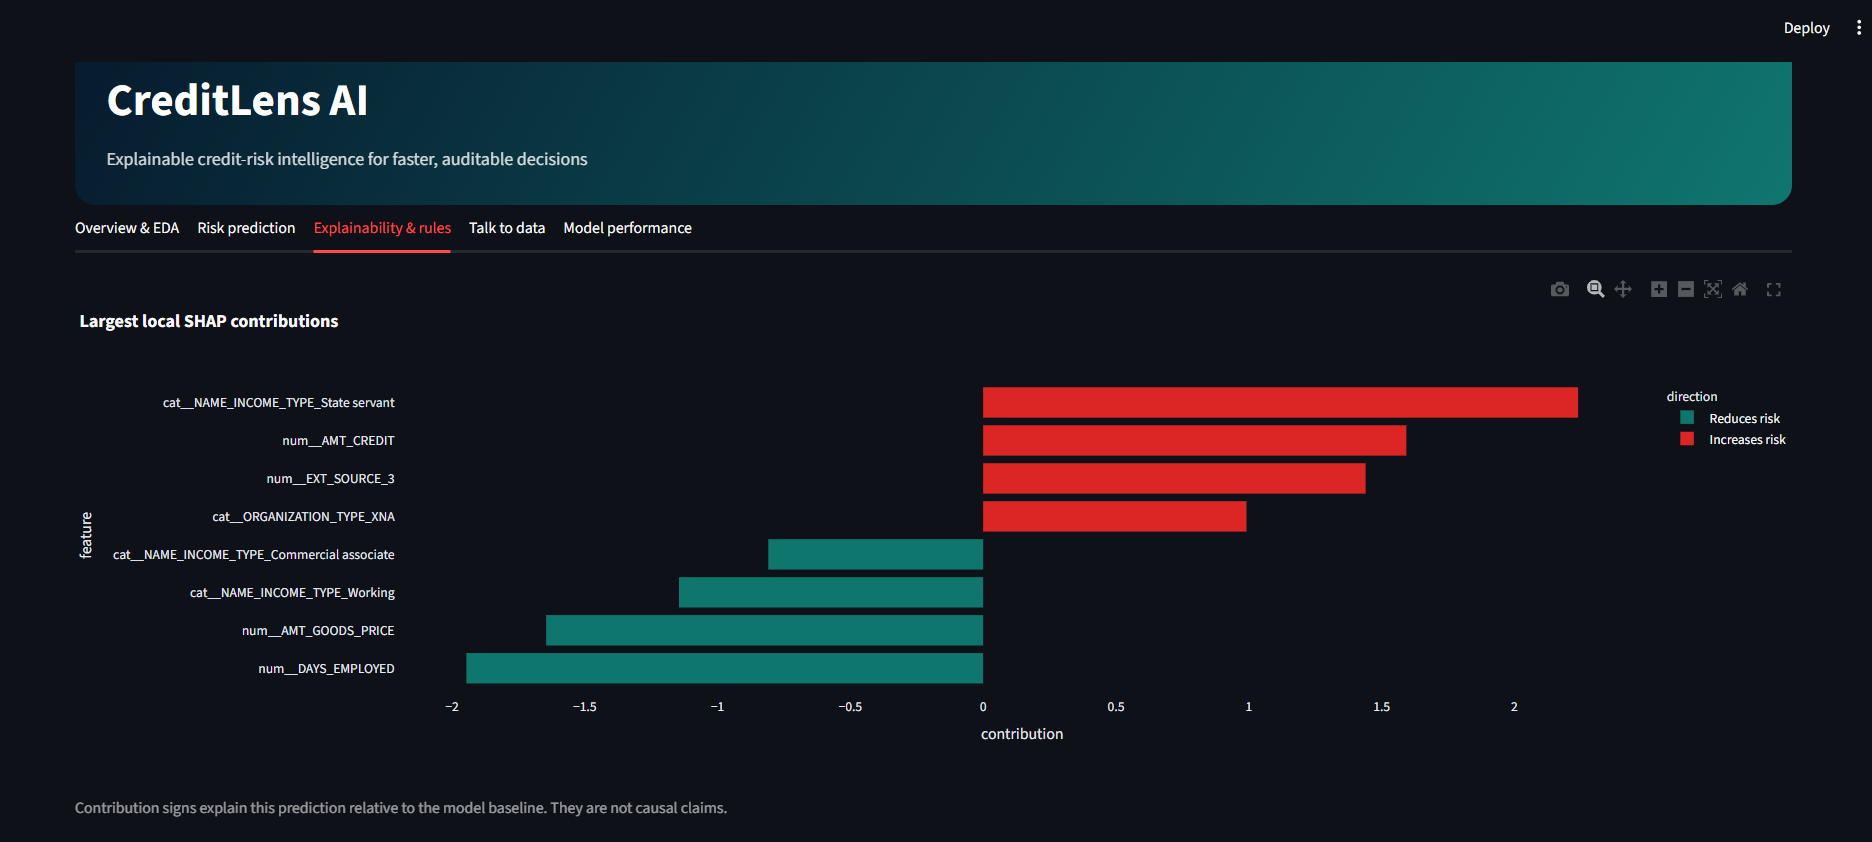 Deploy
CreditLens AI
Explainable credit-risk intelligence for faster, auditable decisions
Overview & EDA Risk prediction Explainability & rules Talk to data Model performance
Largest local SHAP contributions
cat__NAME_INCOME_TYPE_State servant
num__AMT_CREDIT
num__EXT_SOURCE_3
cat__ORGANIZATION_TYPE_XNA
cat__NAME_INCOME_TYPE_Commercial associate
cat__NAME_INCOME_TYPE_Working
num__AMT_GOODS_PRICE
num__DAYS_EMPLOYED
feature
direction
Reduces risk
Increases risk
−2 −1.5 −1 −0.5 0 0.5 1 1.5 2
contribution
Contribution signs explain this prediction relative to the model baseline. They are not causal claims.